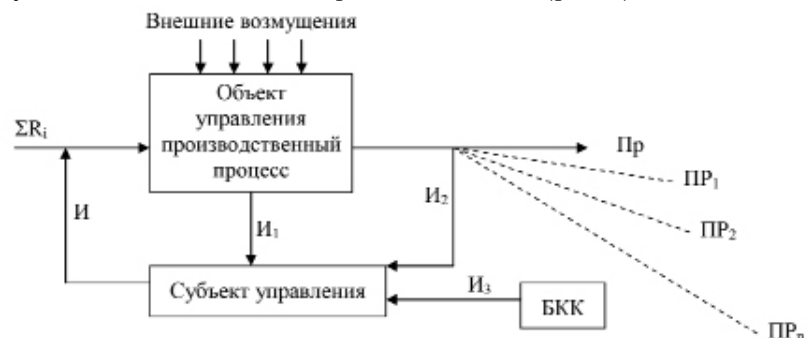 Внешние возмущения
Объект
управления
производственный
процесс
ΣRᵢ
Пр
ПР₁
ПР₂
ПРₙ
И
И₁
И₂
Субъект управления
И₃
БКК